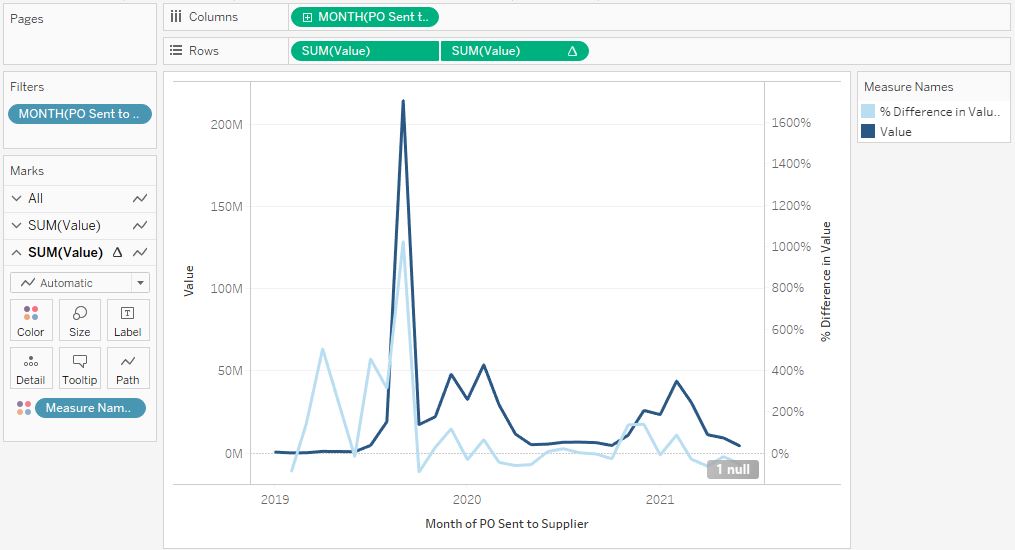 Pages
Columns
MONTH(PO Sent t..
Rows
SUM(Value)
SUM(Value) Δ
Filters
MONTH(PO Sent to ..
Marks
All
SUM(Value)
SUM(Value) Δ
Automatic
Color
Size
Label
Detail
Tooltip
Path
Measure Nam..
Value
200M
150M
100M
50M
0M
1600%
1400%
1200%
1000%
800%
600%
400%
200%
0%
% Difference in Value
1 null
2019
2020
2021
Month of PO Sent to Supplier
Measure Names
% Difference in Valu..
Value